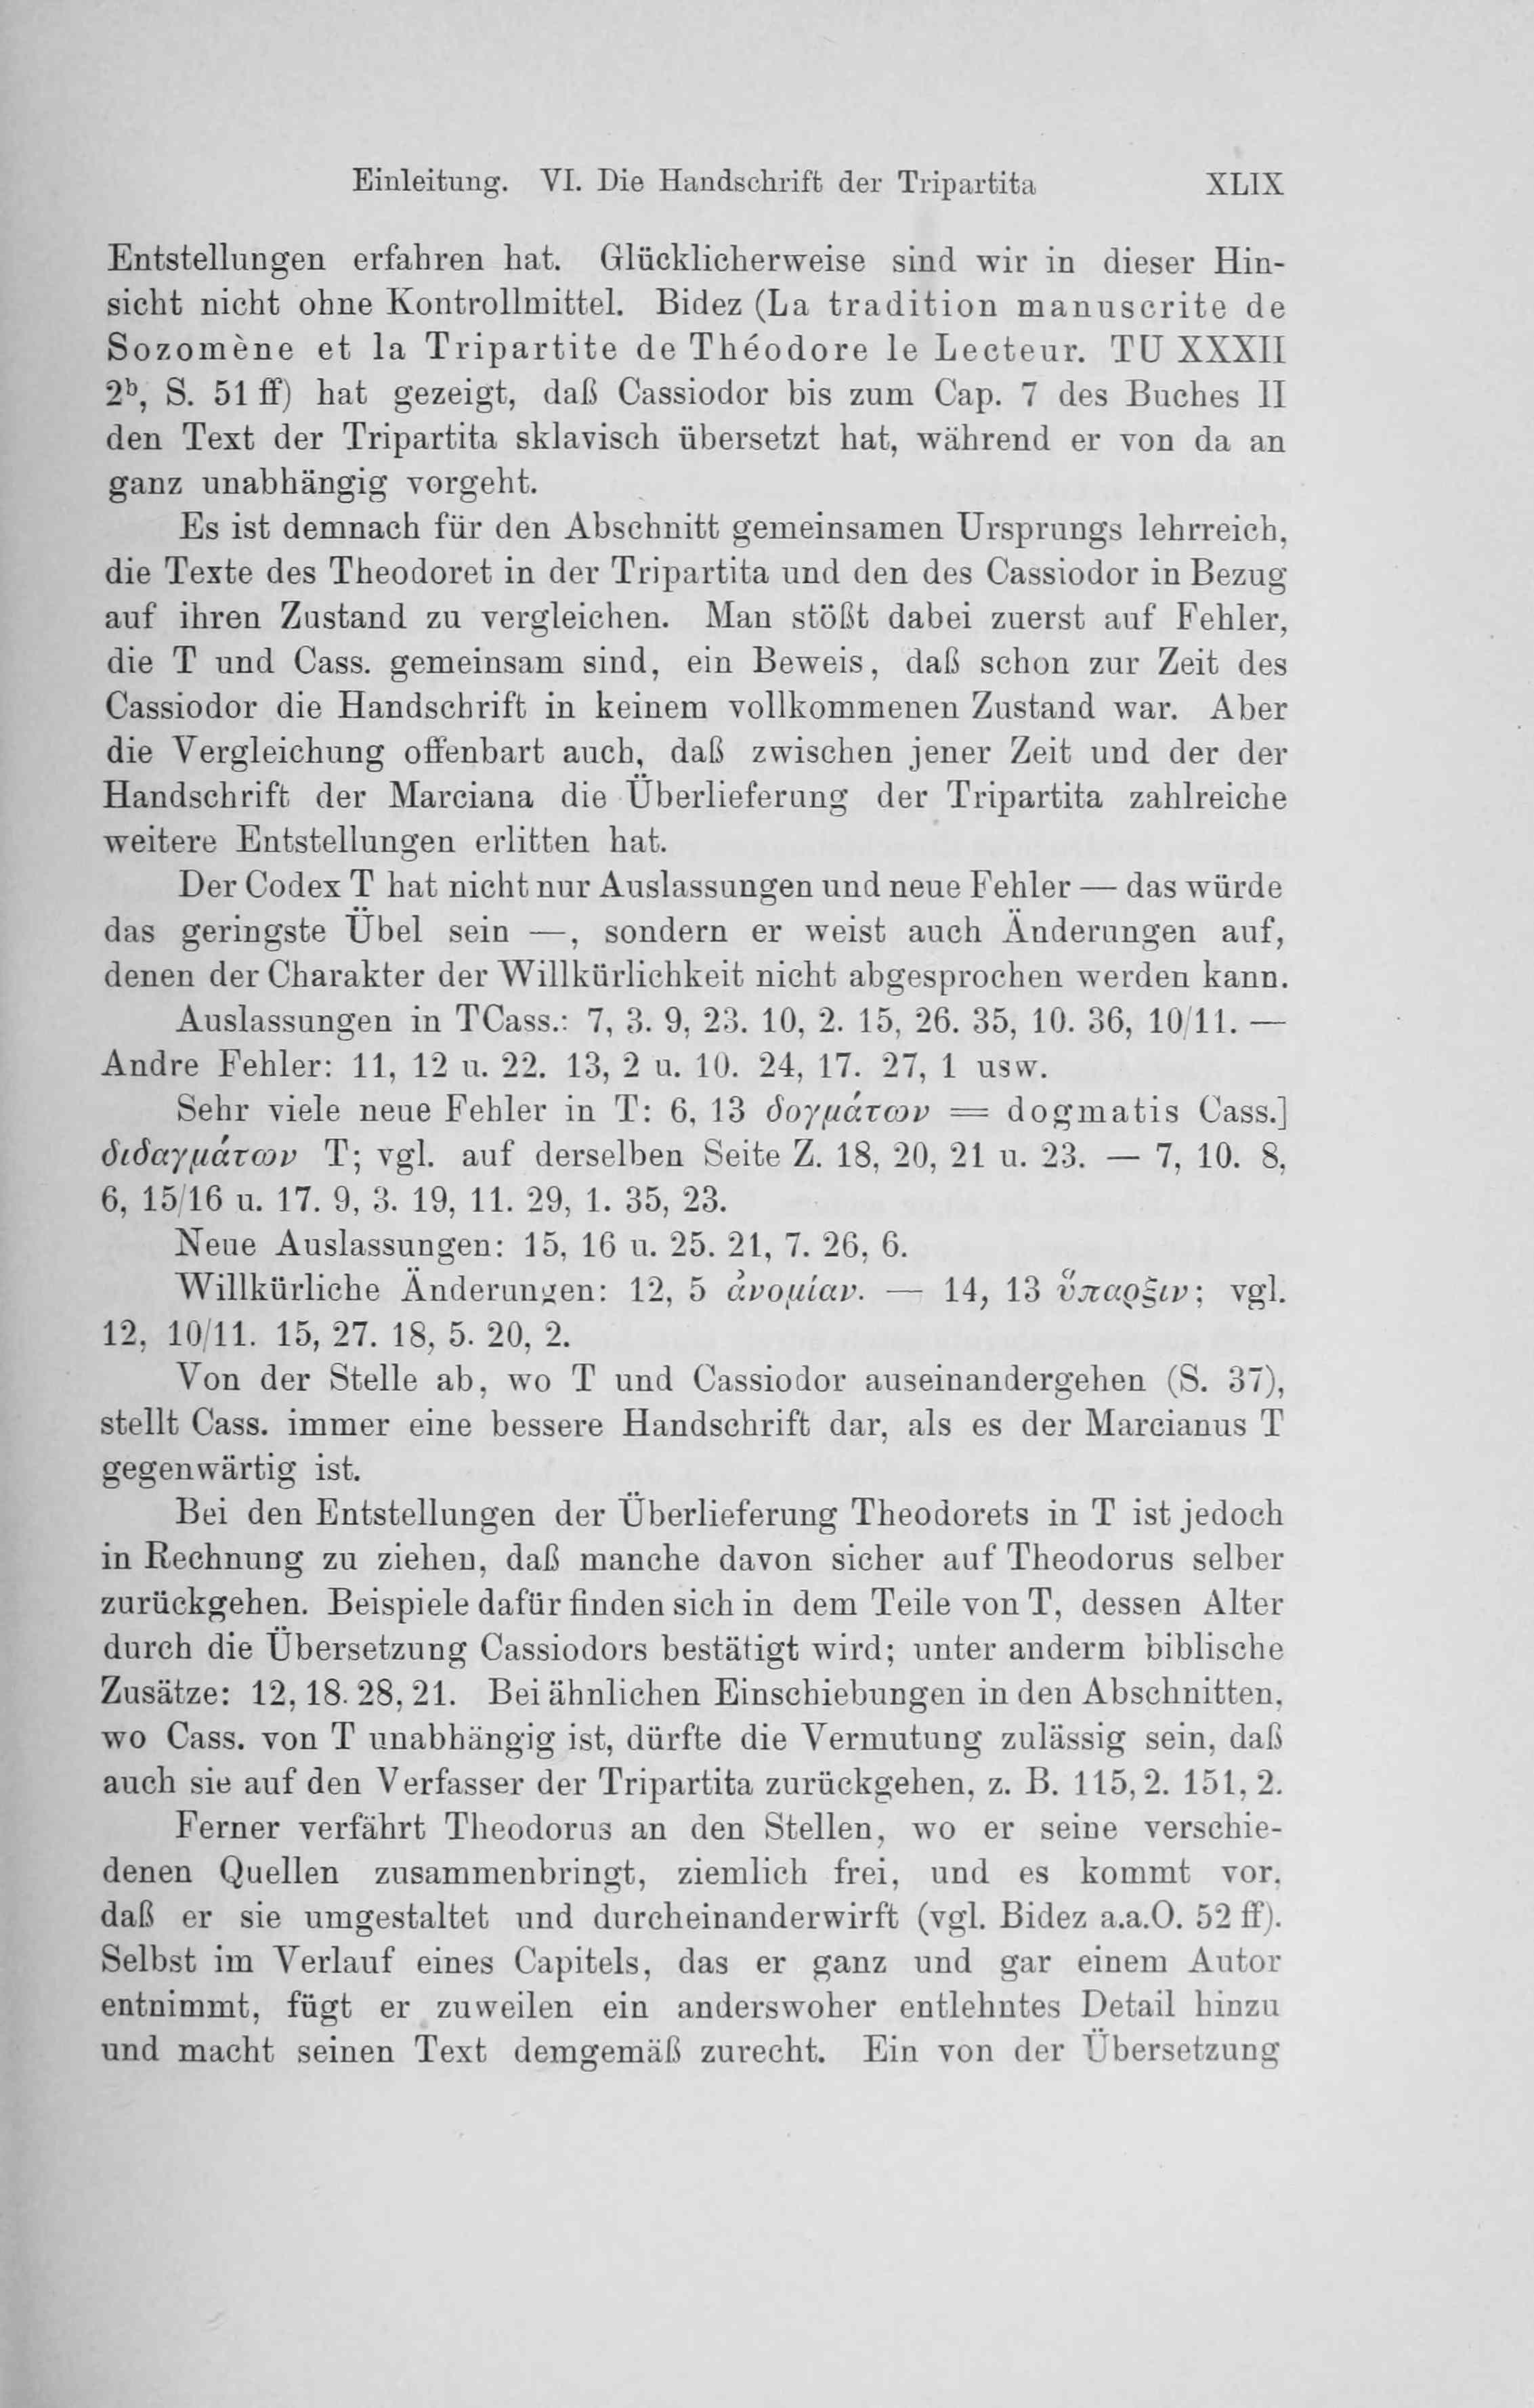 Einleitung. VI. Die Handschrift der Tripartita XLIX
Entstellungen erfahren hat. Glücklicherweise sind wir in dieser Hin-
sicht nicht ohne Kontrollmittel. Bidez (La tradition manuscrite de
Sozomène et la Tripartite de Théodore le Lecteur. TU XXXII
2ᵇ, S. 51 ff) hat gezeigt, daß Cassiodor bis zum Cap. 7 des Buches II
den Text der Tripartita sklavisch übersetzt hat, während er von da an
ganz unabhängig vorgeht.
Es ist demnach für den Abschnitt gemeinsamen Ursprungs lehrreich,
die Texte des Theodoret in der Tripartita und den des Cassiodor in Bezug
auf ihren Zustand zu vergleichen. Man stößt dabei zuerst auf Fehler,
die T und Cass. gemeinsam sind, ein Beweis, daß schon zur Zeit des
Cassiodor die Handschrift in keinem vollkommenen Zustand war. Aber
die Vergleichung offenbart auch, daß zwischen jener Zeit und der der
Handschrift der Marciana die Überlieferung der Tripartita zahlreiche
weitere Entstellungen erlitten hat.
Der Codex T hat nicht nur Auslassungen und neue Fehler — das würde
das geringste Übel sein —, sondern er weist auch Änderungen auf,
denen der Charakter der Willkürlichkeit nicht abgesprochen werden kann.
Auslassungen in TCass.: 7, 3. 9, 23. 10, 2. 15, 26. 35, 10. 36, 10/11. —
Andre Fehler: 11, 12 u. 22. 13, 2 u. 10. 24, 17. 27, 1 usw.
Sehr viele neue Fehler in T: 6, 13 δογμάτων = dogmatis Cass.]
διδαγμάτων T; vgl. auf derselben Seite Z. 18, 20, 21 u. 23. — 7, 10. 8,
6, 15/16 u. 17. 9, 3. 19, 11. 29, 1. 35, 23.
Neue Auslassungen: 15, 16 u. 25. 21, 7. 26, 6.
Willkürliche Änderungen: 12, 5 ἀνομίαν. — 14, 13 ὕπαρξιν; vgl.
12, 10/11. 15, 27. 18, 5. 20, 2.
Von der Stelle ab, wo T und Cassiodor auseinandergehen (S. 37),
stellt Cass. immer eine bessere Handschrift dar, als es der Marcianus T
gegenwärtig ist.
Bei den Entstellungen der Überlieferung Theodorets in T ist jedoch
in Rechnung zu ziehen, daß manche davon sicher auf Theodorus selber
zurückgehen. Beispiele dafür finden sich in dem Teile von T, dessen Alter
durch die Übersetzung Cassiodors bestätigt wird; unter anderm biblische
Zusätze: 12, 18. 28, 21. Bei ähnlichen Einschiebungen in den Abschnitten,
wo Cass. von T unabhängig ist, dürfte die Vermutung zulässig sein, daß
auch sie auf den Verfasser der Tripartita zurückgehen, z. B. 115, 2. 151, 2.
Ferner verfährt Theodorus an den Stellen, wo er seine verschie-
denen Quellen zusammenbringt, ziemlich frei, und es kommt vor,
daß er sie umgestaltet und durcheinanderwirft (vgl. Bidez a.a.O. 52 ff).
Selbst im Verlauf eines Capitels, das er ganz und gar einem Autor
entnimmt, fügt er zuweilen ein anderswoher entlehntes Detail hinzu
und macht seinen Text demgemäß zurecht. Ein von der Übersetzung